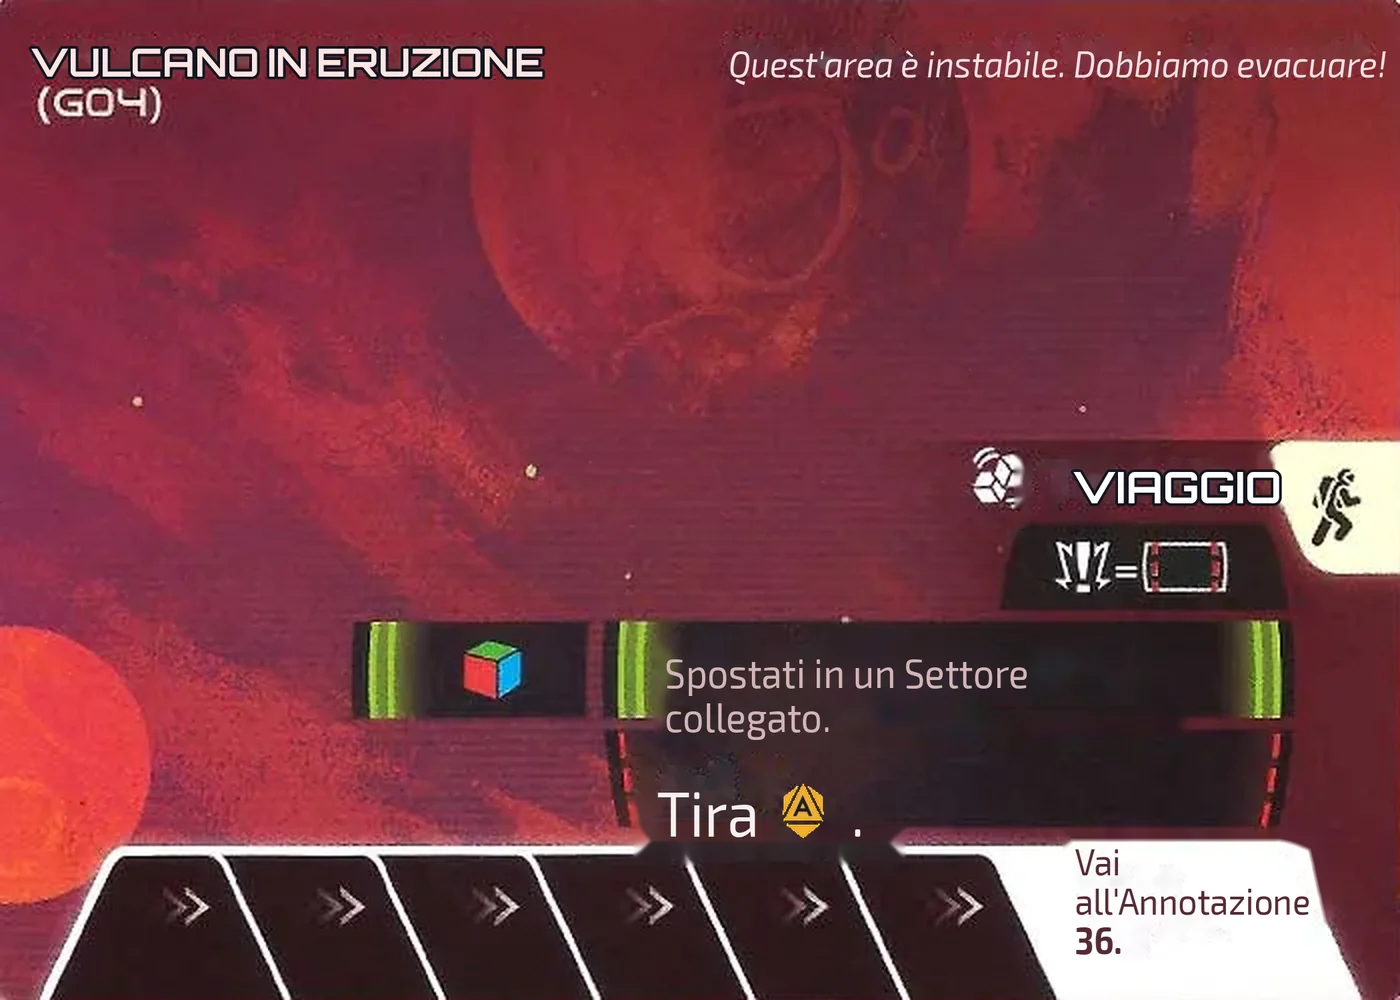 VULCANO IN ERUZIONE
(G04)
Quest'area è instabile. Dobbiamo evacuare!
VIAGGIO
!=
Spostati in un Settore
collegato.
Tira A .
Vai
all'Annotazione
36.